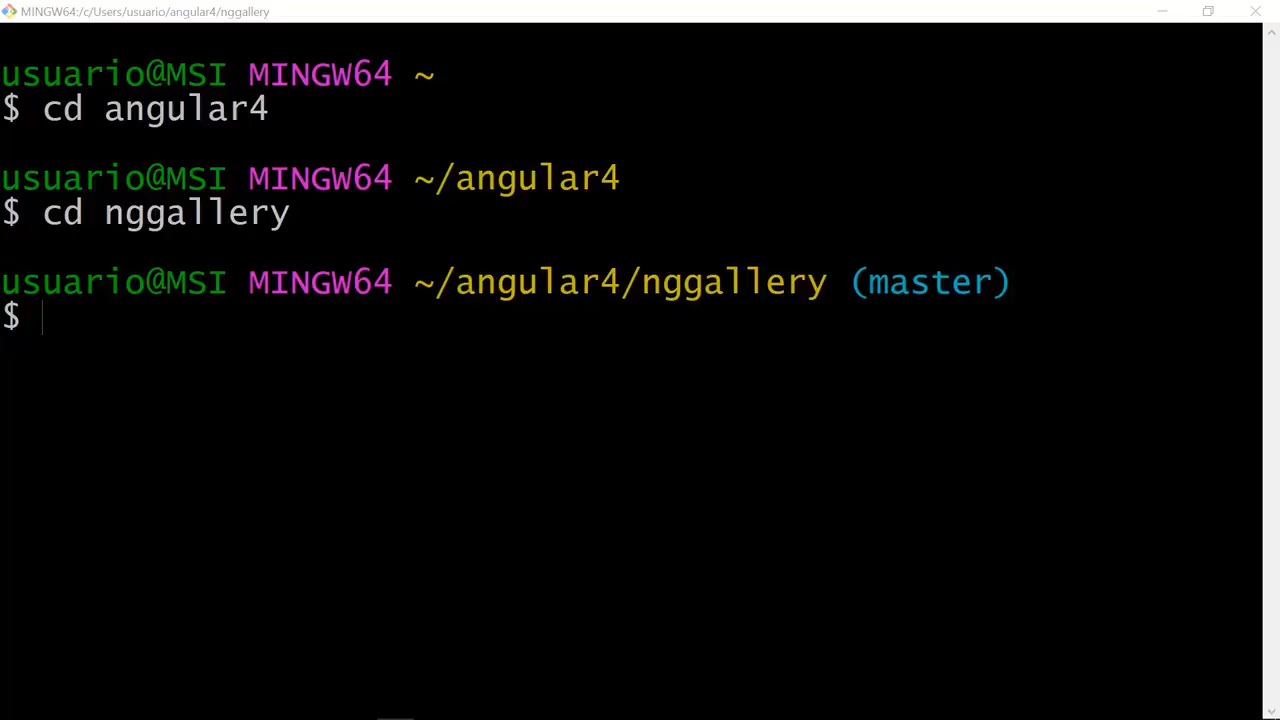 MINGW64:/c/Users/usuario/angular4/nggallery
usuario@MSI MINGW64 ~
$ cd angular4
usuario@MSI MINGW64 ~/angular4
$ cd nggallery
usuario@MSI MINGW64 ~/angular4/nggallery (master)
$